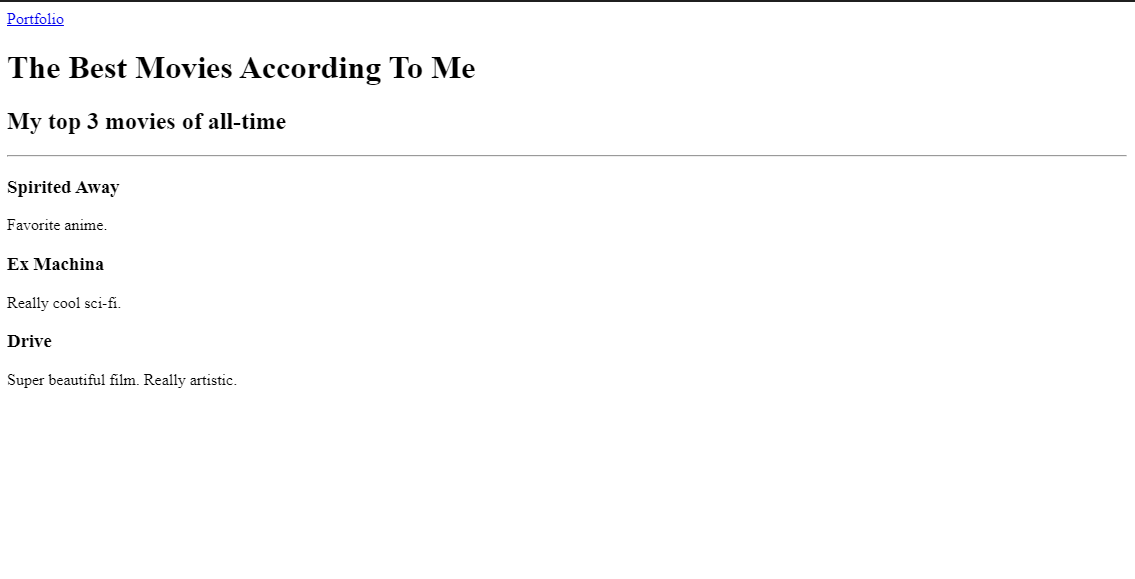 Portfolio
The Best Movies According To Me
My top 3 movies of all-time
Spirited Away
Favorite anime.
Ex Machina
Really cool sci-fi.
Drive
Super beautiful film. Really artistic.